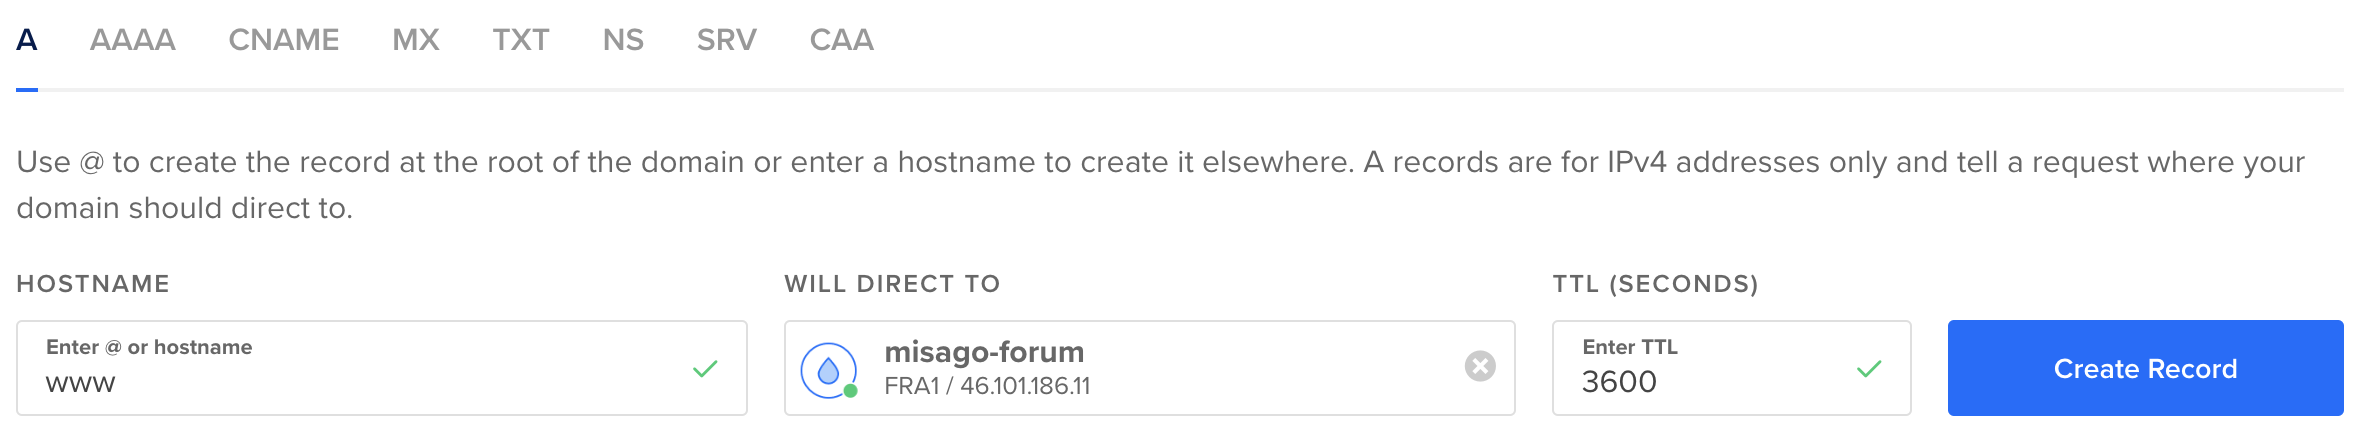 A AAAA CNAME MX TXT NS SRV CAA
Use @ to create the record at the root of the domain or enter a hostname to create it elsewhere. A records are for IPv4 addresses only and tell a request where your
domain should direct to.
HOSTNAME WILL DIRECT TO TTL (SECONDS)
Enter @ or hostname
www
misago-forum
FRA1 / 46.101.186.11
Enter TTL
3600
Create Record